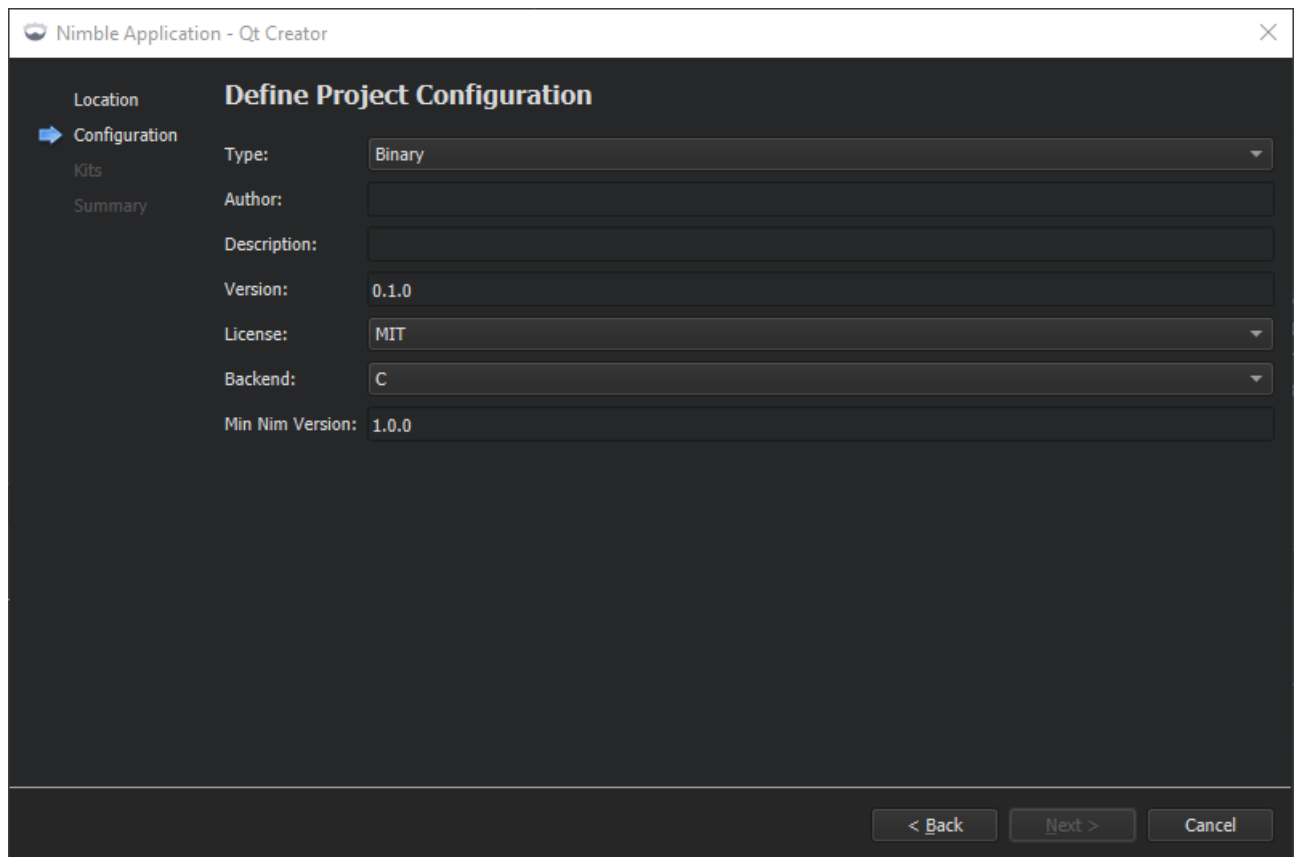 Nimble Application - Qt Creator
Location
Configuration
Kits
Summary
Define Project Configuration
Type: Binary
Author:
Description:
Version: 0.1.0
License: MIT
Backend: C
Min Nim Version: 1.0.0
< Back Next > Cancel